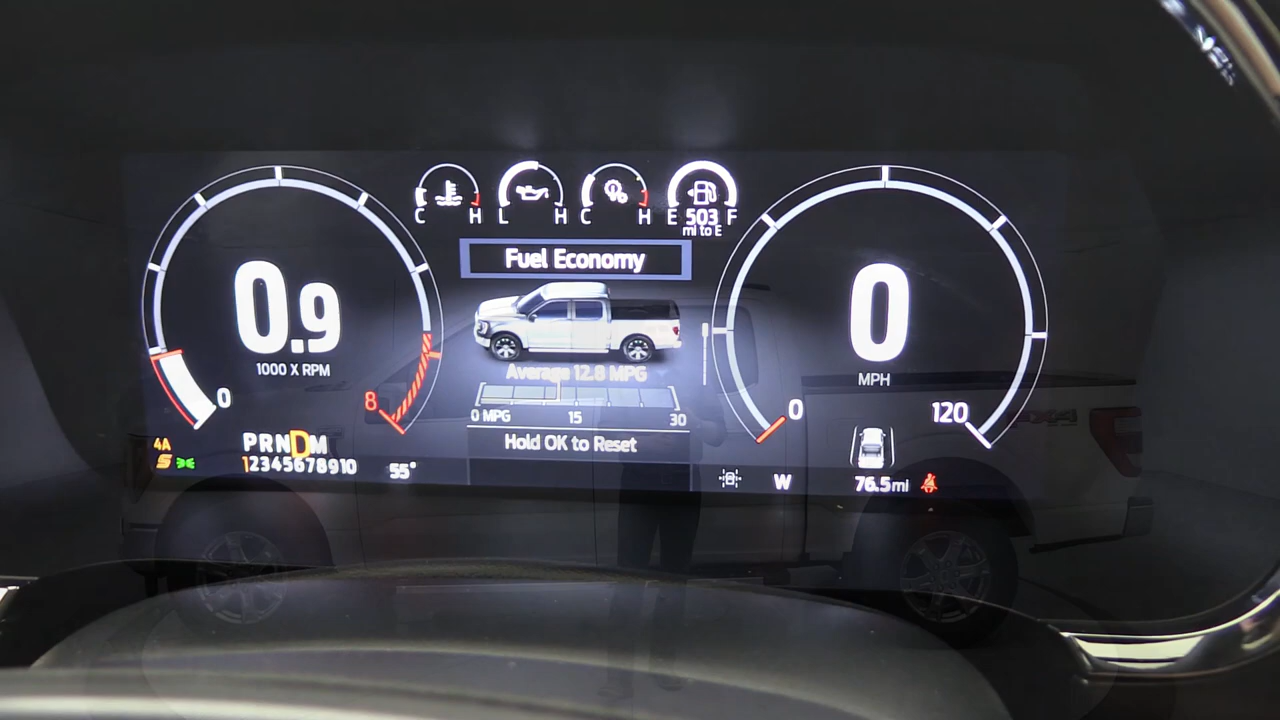 C H L H C H E 503 F
mi to E
Fuel Economy
0.9
1000 X RPM
0
8
Average 12.8 MPG
0 MPG 15 30
Hold OK to Reset
0
MPH
0
120
4A
PRNDM
12345678910
55°
W
76.5mi
4X4